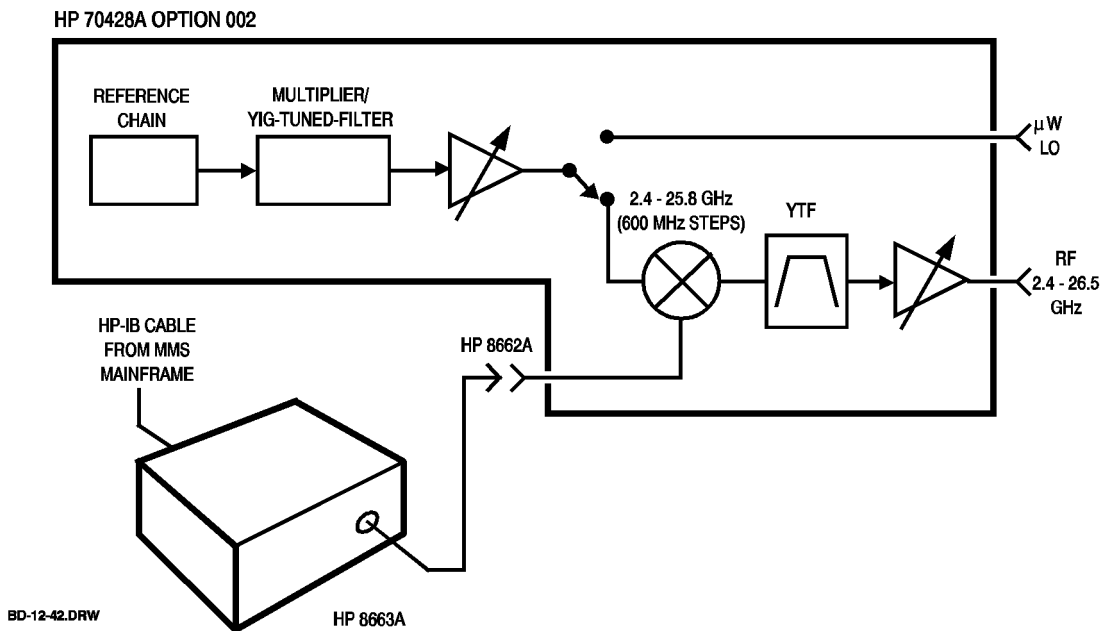 HP 70428A OPTION 002
REFERENCE
CHAIN
MULTIPLIER/
YIG-TUNED-FILTER
µW
LO
2.4 - 25.8 GHz
(600 MHz STEPS)
YTF
RF
2.4 - 26.5
GHz
HP-IB CABLE
FROM MMS
MAINFRAME
HP 8662A
BD-12-42.DRW
HP 8663A